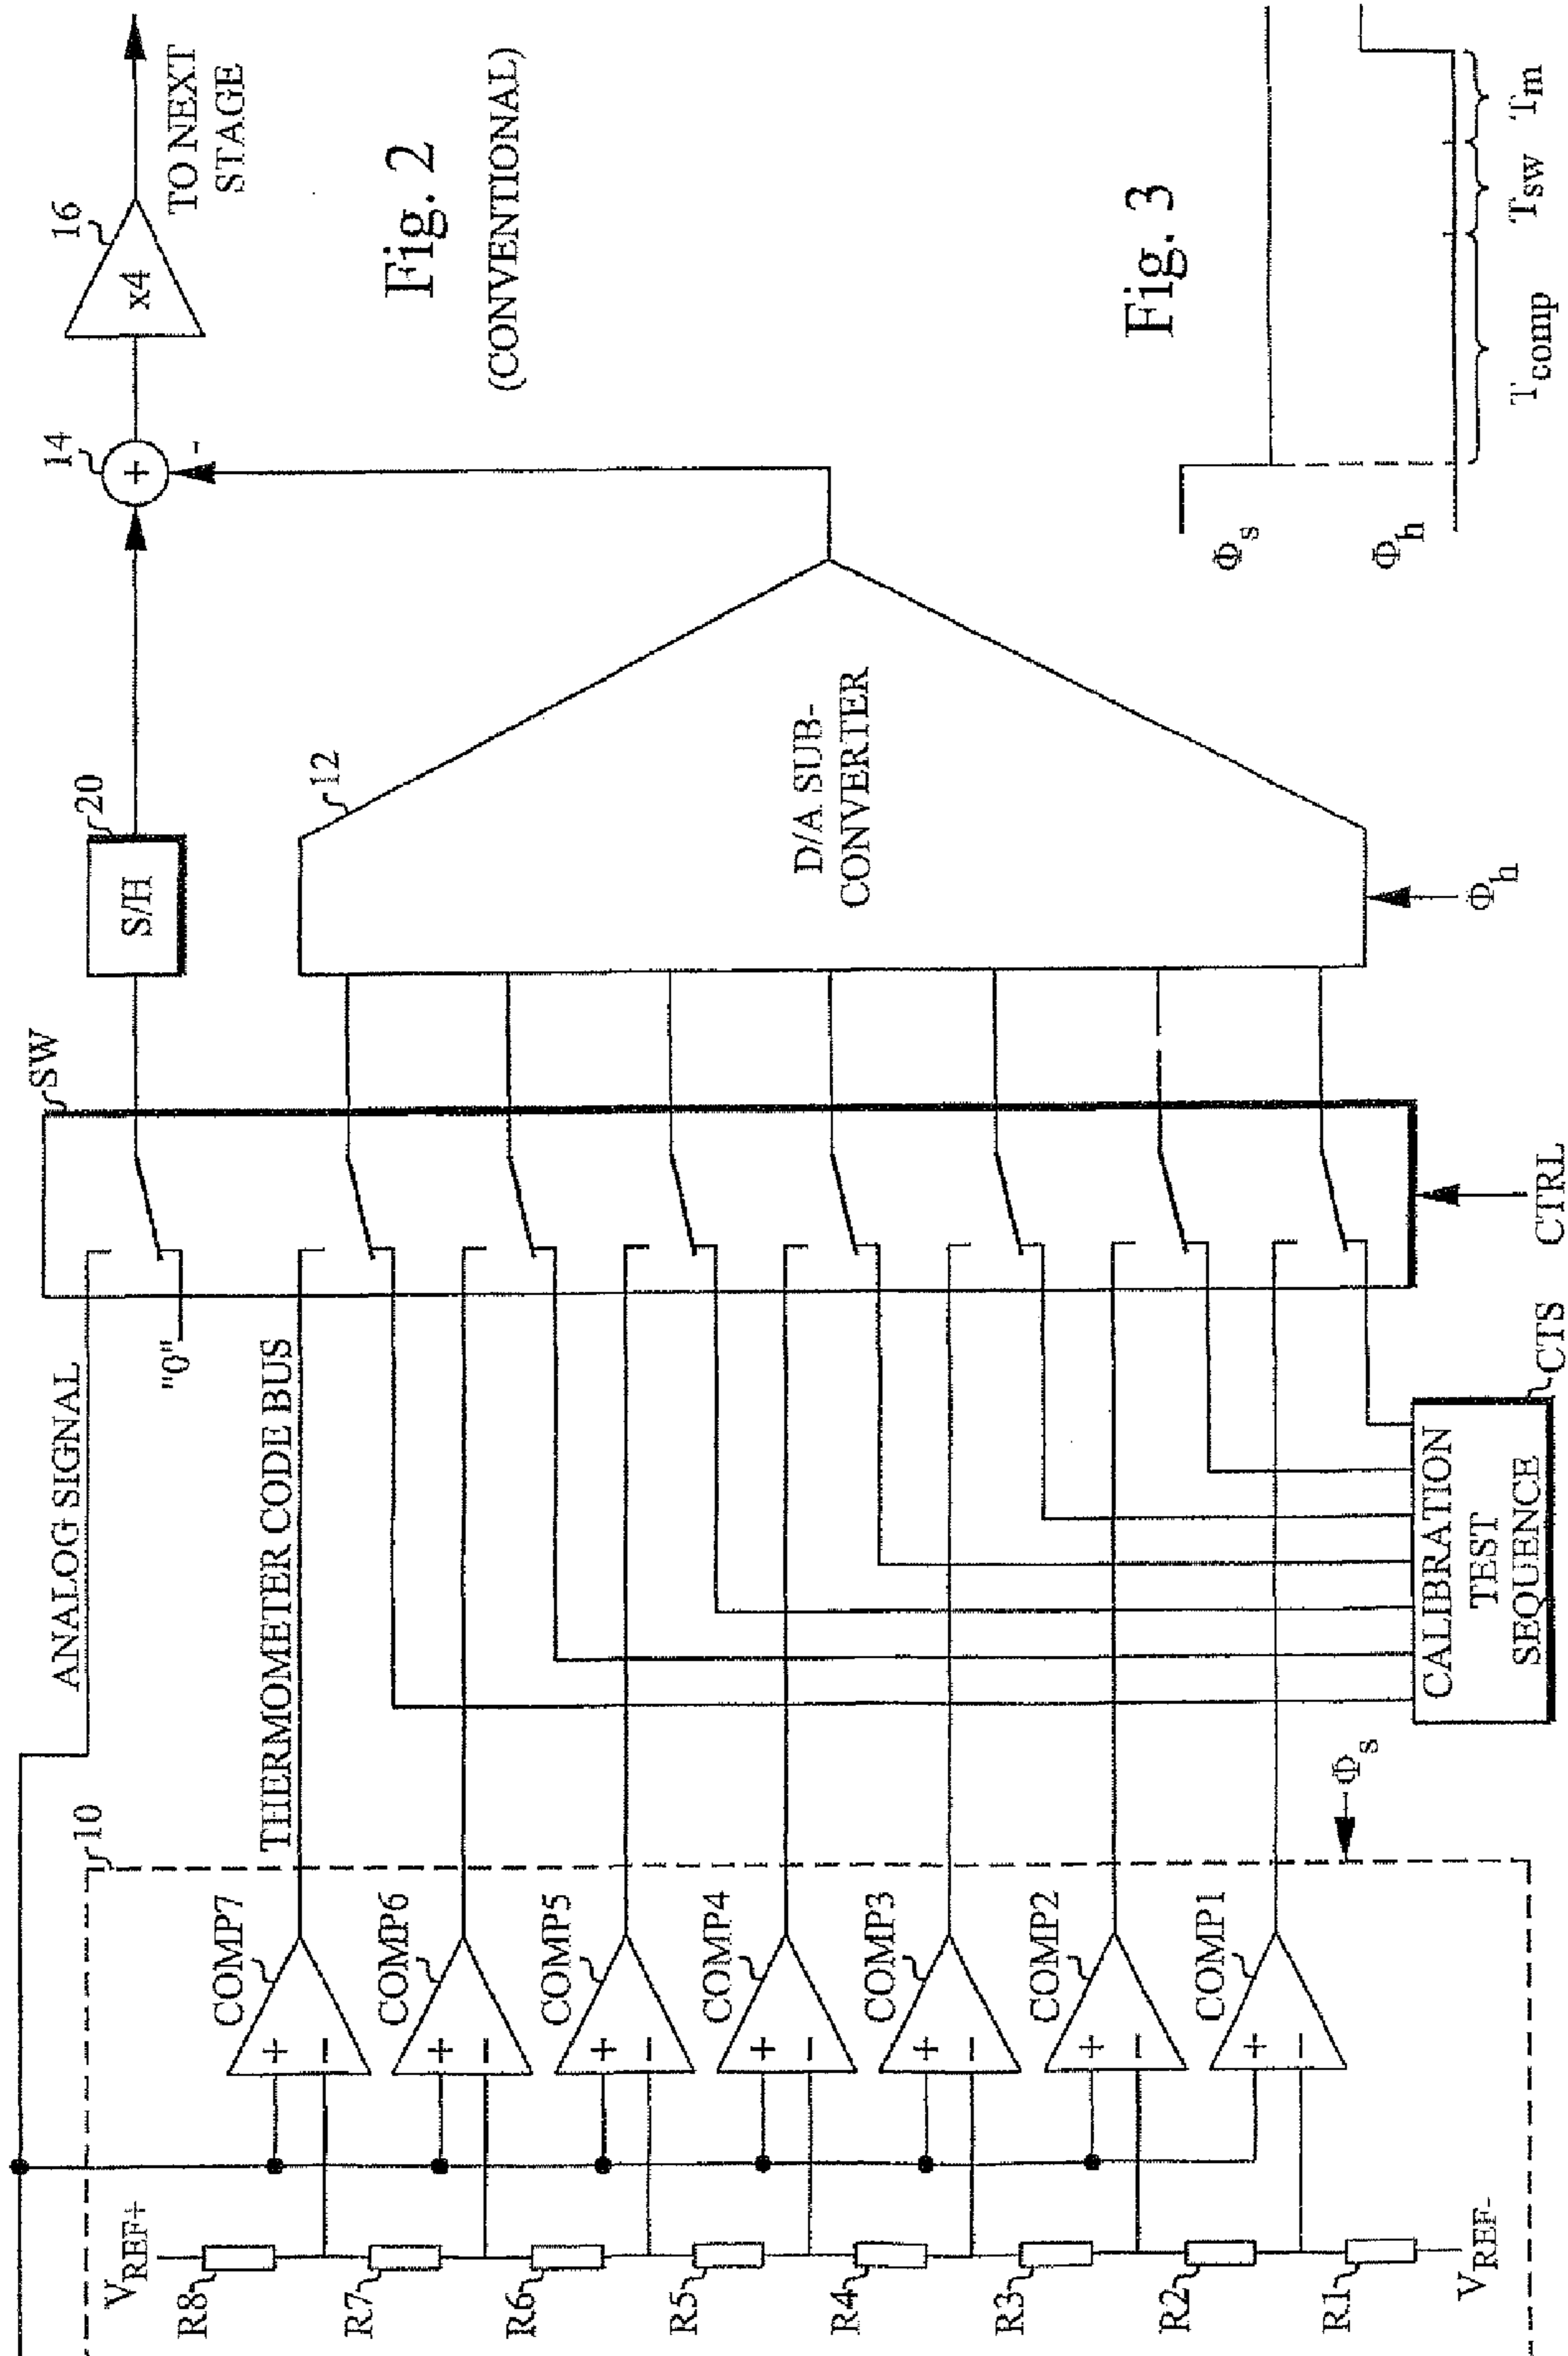 ANALOG SIGNAL
"0"
SW
S/H
20
14
+
-
16
x4
TO NEXT
STAGE
10
VREF+
R8
R7
R6
R5
R4
R3
R2
R1
VREF-
COMP7
+
−
COMP6
+
−
COMP5
+
−
COMP4
+
−
COMP3
+
−
COMP2
+
−
COMP1
+
−
Φs
THERMOMETER CODE BUS
CALIBRATION
TEST
SEQUENCE
CTS
CTRL
12
D/A SUB-
CONVERTER
Φh
Fig. 2
(CONVENTIONAL)
Fig. 3
Φs
Φh
Tcomp
Tsw
Tm